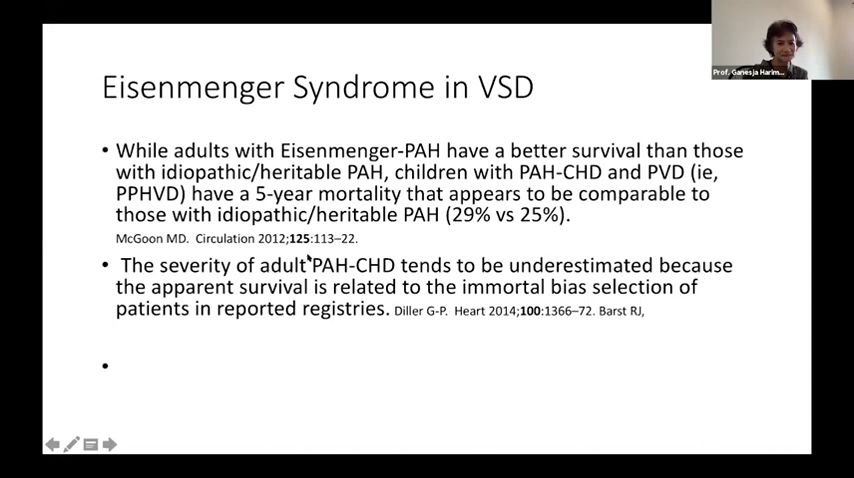 Prof. Ganesja Harim...
Eisenmenger Syndrome in VSD
• While adults with Eisenmenger-PAH have a better survival than those
with idiopathic/heritable PAH, children with PAH-CHD and PVD (ie,
PPHVD) have a 5-year mortality that appears to be comparable to
those with idiopathic/heritable PAH (29% vs 25%).
McGoon MD. Circulation 2012;125:113–22.
• The severity of adult PAH-CHD tends to be underestimated because
the apparent survival is related to the immortal bias selection of
patients in reported registries. Diller G-P. Heart 2014;100:1366–72. Barst RJ,
•